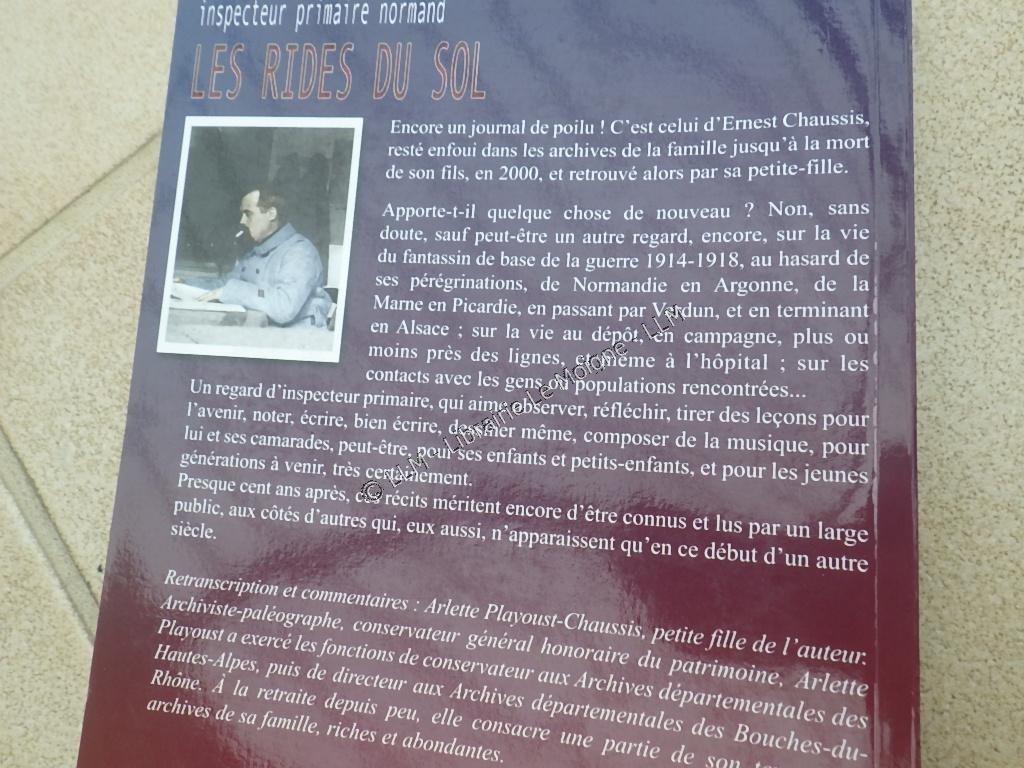 inspecteur primaire normand
LES RIDES DU SOL
Encore un journal de poilu ! C'est celui d'Ernest Chaussis,
resté enfoui dans les archives de la famille jusqu'à la mort
de son fils, en 2000, et retrouvé alors par sa petite-fille.
Apporte-t-il quelque chose de nouveau ? Non, sans
doute, sauf peut-être un autre regard, encore, sur la vie
du fantassin de base de la guerre 1914-1918, au hasard de
ses pérégrinations, de Normandie en Argonne, de la
Marne en Picardie, en passant par Verdun, et en terminant
en Alsace ; sur la vie au dépôt, en campagne, plus ou
moins près des lignes, et même à l'hôpital ; sur les
contacts avec les gens ou populations rencontrées...
Un regard d'inspecteur primaire, qui aime observer, réfléchir, tirer des leçons pour
l'avenir, noter, écrire, bien écrire, dessiner même, composer de la musique, pour
lui et ses camarades, peut-être, pour ses enfants et petits-enfants, et pour les jeunes
générations à venir, très certainement.
Presque cent ans après, ces récits méritent encore d'être connus et lus par un large
public, aux côtés d'autres qui, eux aussi, n'apparaissent qu'en ce début d'un autre
siècle.
Retranscription et commentaires : Arlette Playoust-Chaussis, petite fille de l'auteur.
Archiviste-paléographe, conservateur général honoraire du patrimoine, Arlette
Playoust a exercé les fonctions de conservateur aux Archives départementales des
Hautes-Alpes, puis de directeur aux Archives départementales des Bouches-du-
Rhône. À la retraite depuis peu, elle consacre une partie de son
archives de sa famille, riches et abondantes.
© LLM - Librairie Le Moigne - LLM